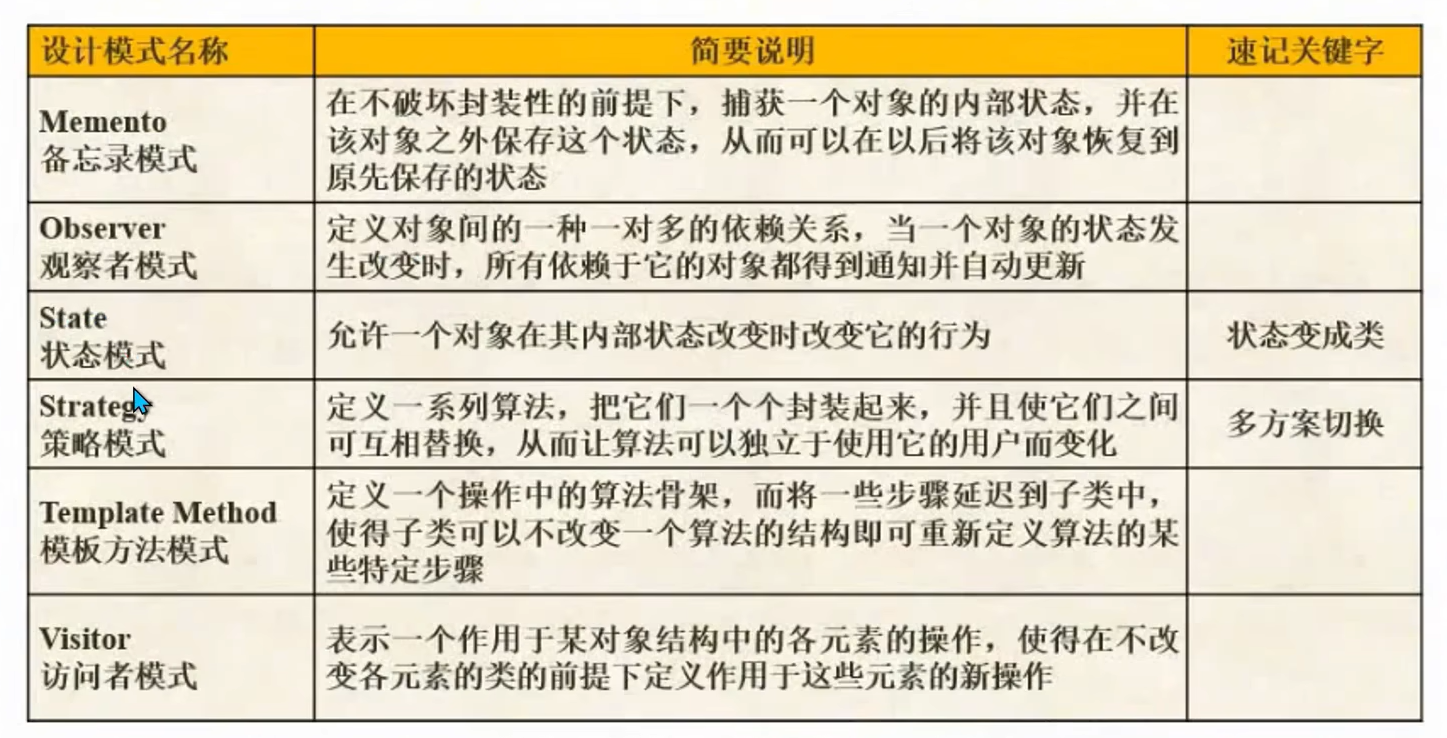 设计模式名称 简要说明 速记关键字
Memento
备忘录模式
在不破坏封装性的前提下，捕获一个对象的内部状态，并在
该对象之外保存这个状态，从而可以在以后将该对象恢复到
原先保存的状态
Observer
观察者模式
定义对象间的一种一对多的依赖关系，当一个对象的状态发
生改变时，所有依赖于它的对象都得到通知并自动更新
State
状态模式
允许一个对象在其内部状态改变时改变它的行为
状态变成类
Strategy
策略模式
定义一系列算法，把它们一个个封装起来，并且使它们之间
可互相替换，从而让算法可以独立于使用它的用户而变化
多方案切换
Template Method
模板方法模式
定义一个操作中的算法骨架，而将一些步骤延迟到子类中，
使得子类可以不改变一个算法的结构即可重新定义算法的某
些特定步骤
Visitor
访问者模式
表示一个作用于某对象结构中的各元素的操作，使得在不改
变各元素的类的前提下定义作用于这些元素的新操作